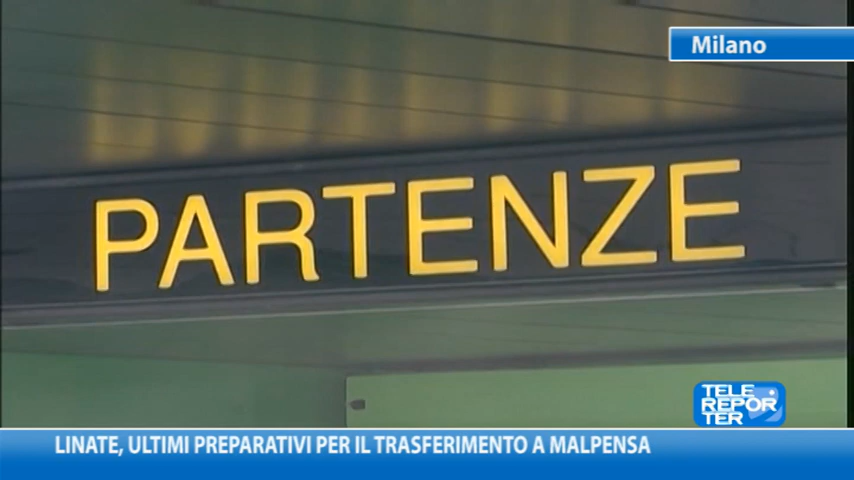 Milano
PARTENZE
TELE
REPOR
TER
LINATE, ULTIMI PREPARATIVI PER IL TRASFERIMENTO A MALPENSA